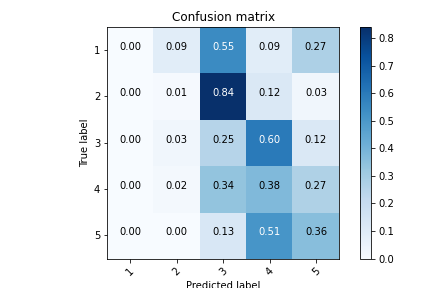 Confusion matrix
True label
1 0.00 0.09 0.55 0.09 0.27
2 0.00 0.01 0.84 0.12 0.03
3 0.00 0.03 0.25 0.60 0.12
4 0.00 0.02 0.34 0.38 0.27
5 0.00 0.00 0.13 0.51 0.36
1 2 3 4 5
Predicted label
0.8
0.7
0.6
0.5
0.4
0.3
0.2
0.1
0.0